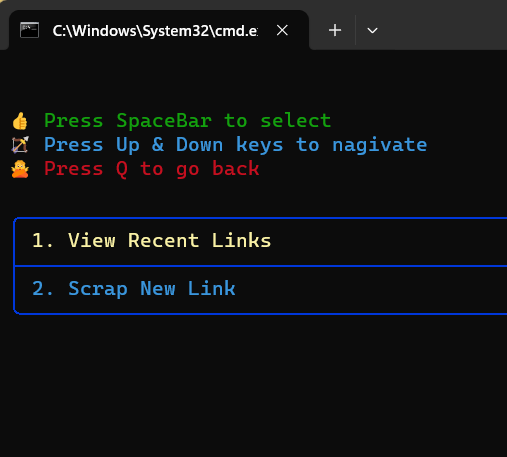 C:\Windows\System32\cmd.e
👍 Press SpaceBar to select
🏹 Press Up & Down keys to nagivate
🙅 Press Q to go back
1. View Recent Links
2. Scrap New Link